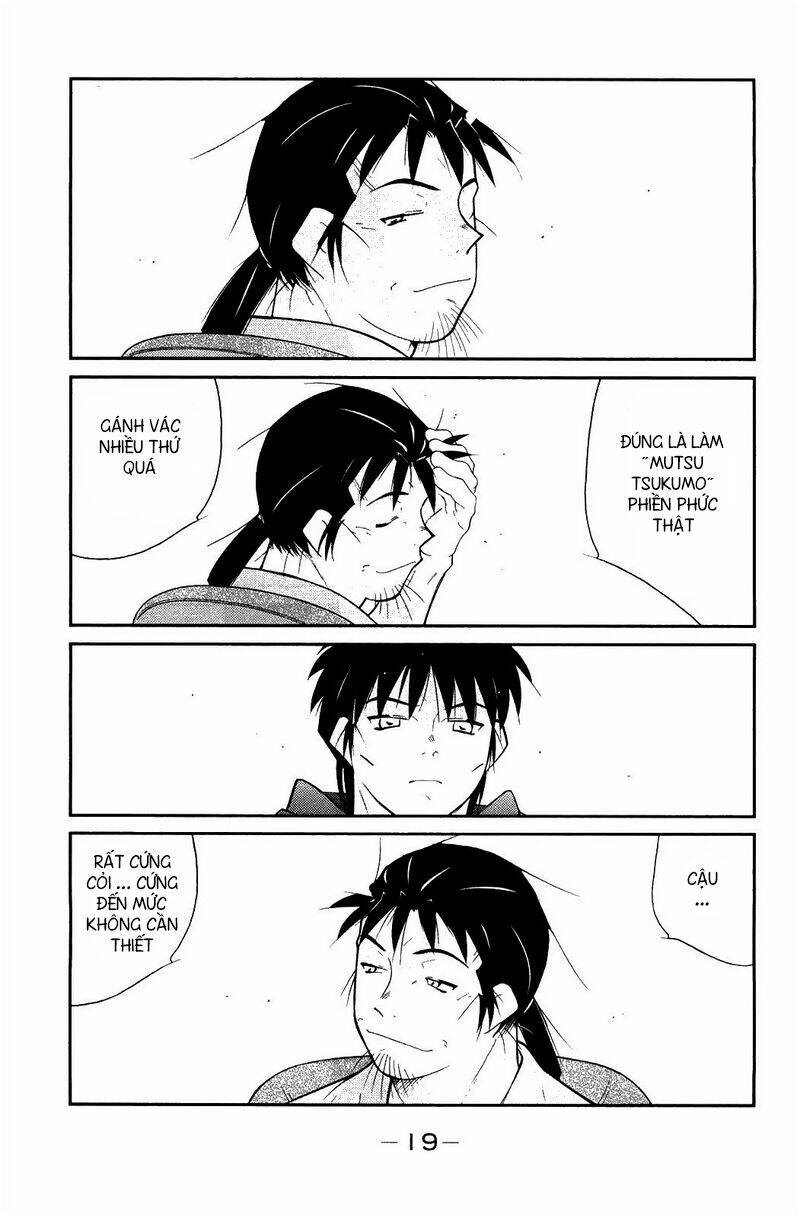 ĐÚNG LÀ LÀM
"MUTSU
TSUKUMO"
PHIỀN PHỨC
THẬT
GÁNH VÁC
NHIỀU THỨ
QUÁ
CẬU
...
RẤT CỨNG
CỎI ... CỨNG
ĐẾN MỨC
KHÔNG CẦN
THIẾT
—19—